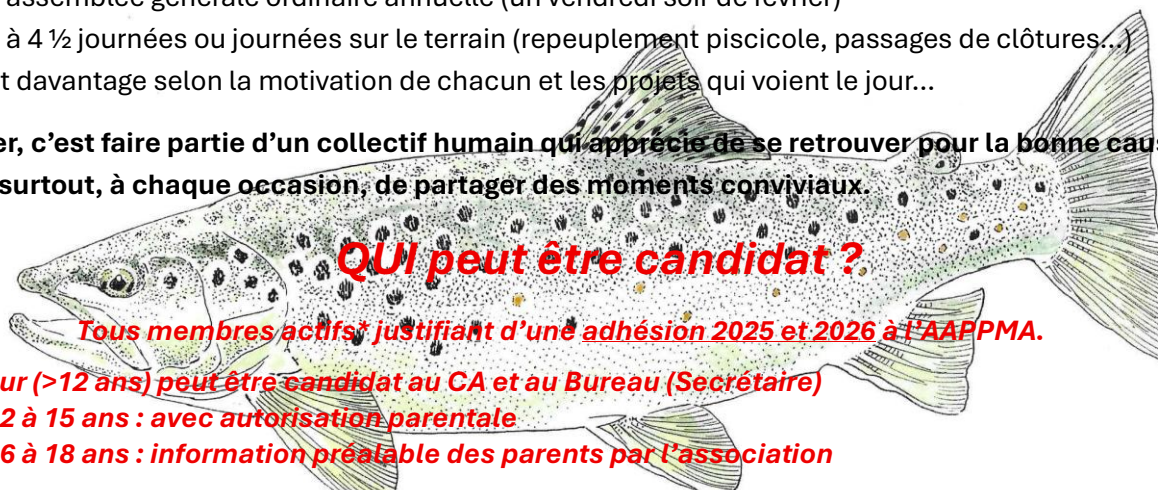 assemblée générale ordinaire annuelle (un vendredi soir de février)
à 4 ½ journées ou journées sur le terrain (repeuplement piscicole, passages de clôtures…)
t davantage selon la motivation de chacun et les projets qui voient le jour…
er, c’est faire partie d’un collectif humain qui apprécie de se retrouver pour la bonne caus
surtout, à chaque occasion, de partager des moments conviviaux.
QUI peut être candidat ?
Tous membres actifs* justifiant d’une adhésion 2025 et 2026 à l’AAPPMA.
ur (>12 ans) peut être candidat au CA et au Bureau (Secrétaire)
2 à 15 ans : avec autorisation parentale
6 à 18 ans : information préalable des parents par l’association